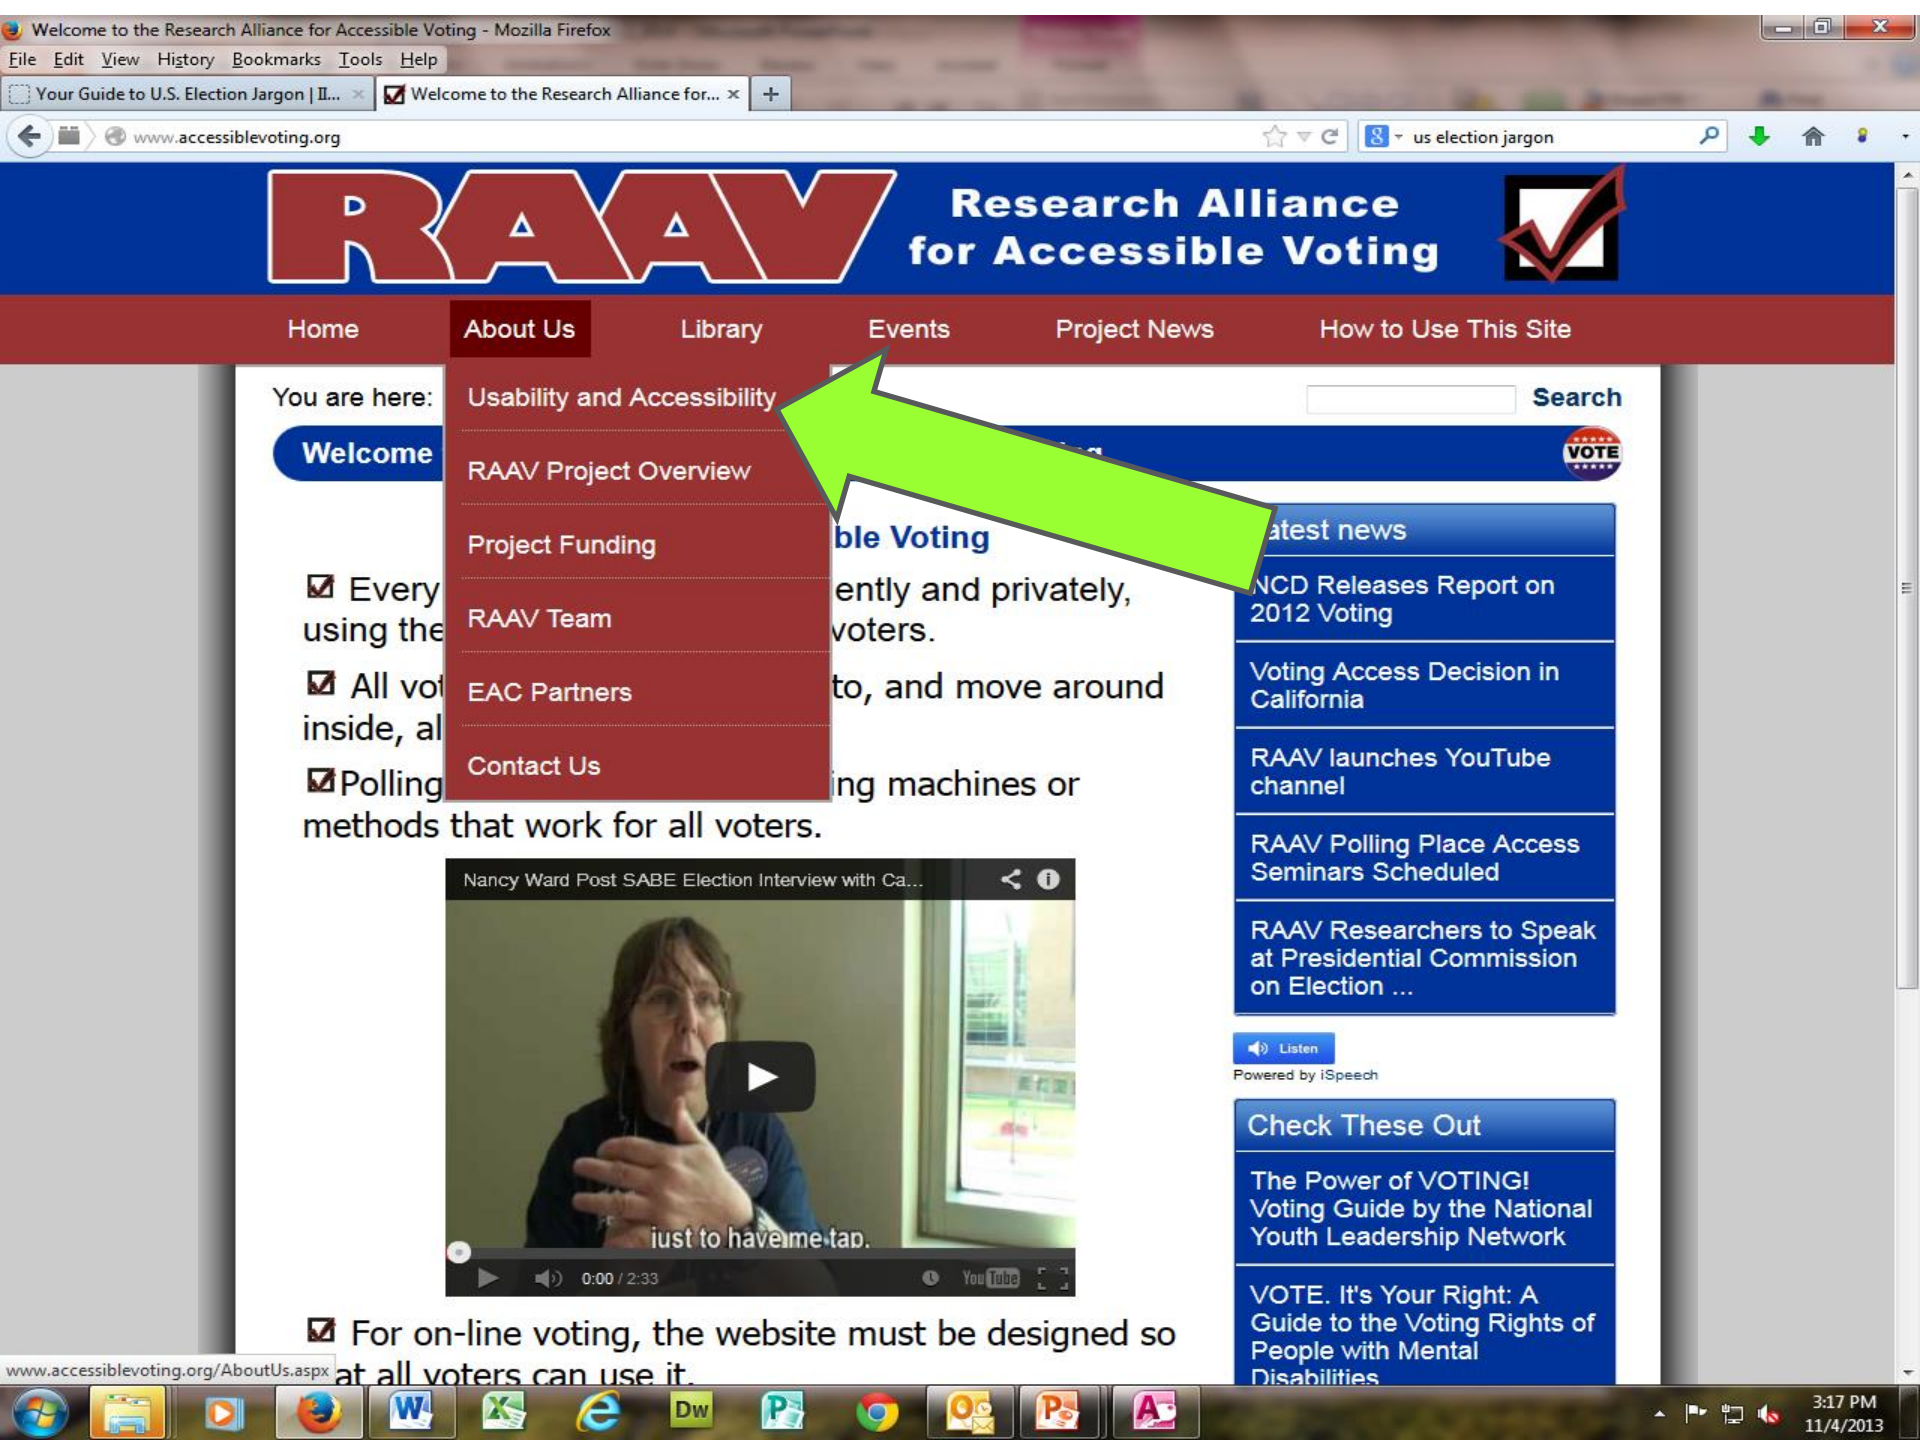 Welcome to the Research Alliance for Accessible Voting - Mozilla Firefox
File Edit View History Bookmarks Tools Help
Your Guide to U.S. Election Jargon | II... × Welcome to the Research Alliance for... × +
www.accessiblevoting.org
us election jargon
RAAV
Research Alliance
for Accessible Voting
Home About Us Library Events Project News How to Use This Site
You are here:
Search
Usability and Accessibility
RAAV Project Overview
Project Funding
RAAV Team
EAC Partners
Contact Us
Welcome
VOTE
ble Voting
Every ently and privately,
using the voters.
All vot to, and move around
inside, al
Polling ing machines or
methods that work for all voters.
Nancy Ward Post SABE Election Interview with Ca...
just to have me tap.
0:00 / 2:33
YouTube
For on-line voting, the website must be designed so
at all voters can use it.
atest news
NCD Releases Report on
2012 Voting
Voting Access Decision in
California
RAAV launches YouTube
channel
RAAV Polling Place Access
Seminars Scheduled
RAAV Researchers to Speak
at Presidential Commission
on Election ...
Listen
Powered by iSpeech
Check These Out
The Power of VOTING!
Voting Guide by the National
Youth Leadership Network
VOTE. It's Your Right: A
Guide to the Voting Rights of
People with Mental
Disabilities
www.accessiblevoting.org/AboutUs.aspx
Dw
3:17 PM
11/4/2013